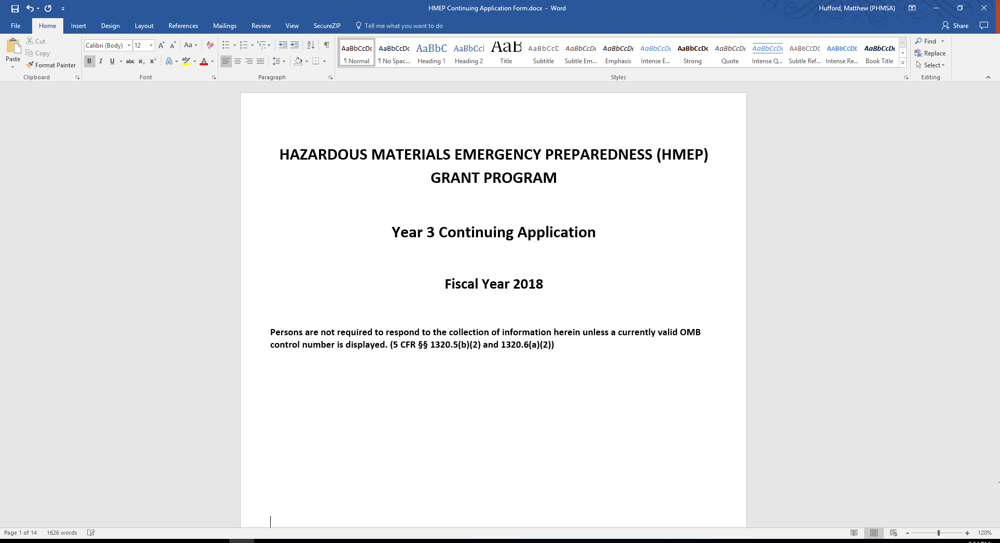 HMEP Continuing Application Form.docx - Word
Hufford, Matthew (PHMSA)
File Home Insert Design Layout References Mailings Review View SecureZIP Tell me what you want to do
Share
Paste
Cut
Copy
Format Painter
Clipboard
Calibri (Body) 12
Font
Paragraph
AaBbCcDc AaBbCcDc AaBbC AaBbCcI AaB AaBbCcD AaBbCcDc AaBbCcDc AaBbCcDc AaBbCcDc AaBbCcDc AaBbCcDc AABBCCDE AABBCCDE AaBbCcDc
¶ Normal ¶ No Spac... Heading 1 Heading 2 Title Subtitle Subtle Em... Emphasis Intense E... Strong Quote Intense Q... Subtle Ref... Intense Re... Book Title
Styles
Find
Replace
Select
Editing
HAZARDOUS MATERIALS EMERGENCY PREPAREDNESS (HMEP)
GRANT PROGRAM
Year 3 Continuing Application
Fiscal Year 2018
Persons are not required to respond to the collection of information herein unless a currently valid OMB
control number is displayed. (5 CFR §§ 1320.5(b)(2) and 1320.6(a)(2))
Page 1 of 14 1626 words
120%